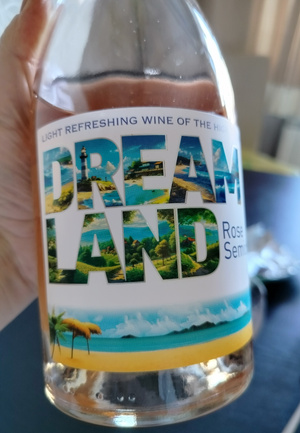 LIGHT REFRESHING WINE OF THE
DREAM
LAND
Rose